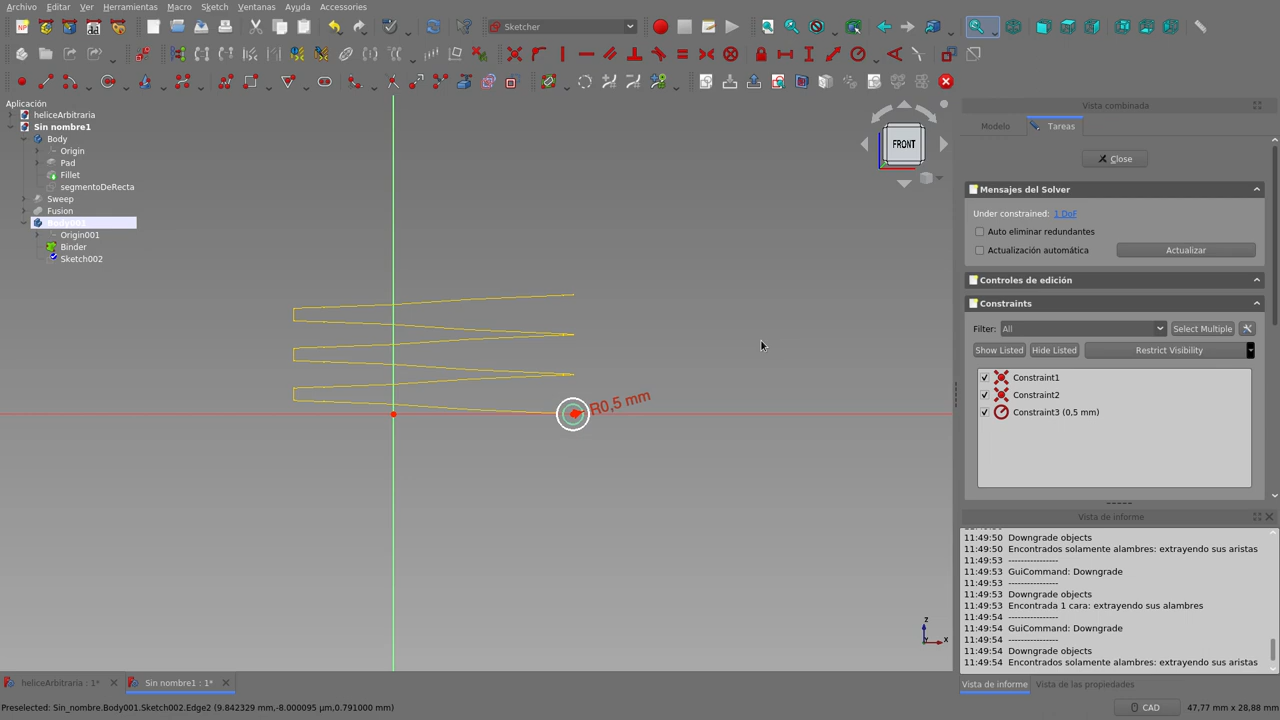 Archivo Editar Ver Herramientas Macro Sketch Ventanas Ayuda Accessories
Sketcher
Aplicación
heliceArbitraria
Sin nombre1
Body
Origin
Pad
Fillet
segmentoDeRecta
Sweep
Fusion
Body001
Origin001
Binder
Sketch002
FRONT
R0,5 mm
z
x
Vista combinada
Modelo Tareas
Close
Mensajes del Solver
Under constrained: 1 DoF
Auto eliminar redundantes
Actualización automática Actualizar
Controles de edición
Constraints
Filter: All Select Multiple
Show Listed Hide Listed Restrict Visibility
Constraint1
Constraint2
Constraint3 (0,5 mm)
Vista de informe
11:49:50 Downgrade objects
11:49:50 Encontrados solamente alambres: extrayendo sus aristas
11:49:53 ----------------
11:49:53 GuiCommand: Downgrade
11:49:53 ----------------
11:49:53 Downgrade objects
11:49:53 Encontrada 1 cara: extrayendo sus alambres
11:49:54 ----------------
11:49:54 GuiCommand: Downgrade
11:49:54 ----------------
11:49:54 Downgrade objects
11:49:54 Encontrados solamente alambres: extrayendo sus aristas
heliceArbitraria : 1* Sin nombre1 : 1*
Vista de informe Vista de las propiedades
Preselected: Sin_nombre.Body001.Sketch002.Edge2 (9.842329 mm,-8.000095 µm,0.791000 mm)
CAD 47,77 mm x 28,88 mm